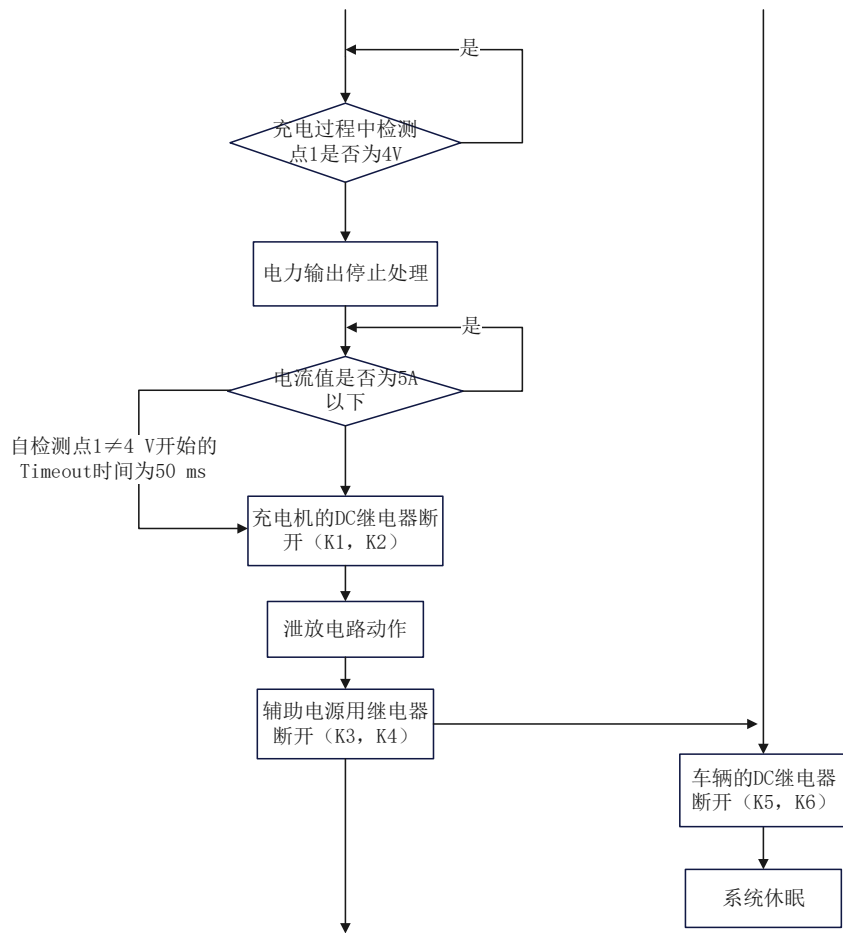 是
充电过程中检测
点1是否为4V
电力输出停止处理
是
电流值是否为5A
以下
自检测点1≠4 V开始的
Timeout时间为50 ms
充电机的DC继电器断
开（K1，K2）
泄放电路动作
辅助电源用继电器
断开（K3，K4）
车辆的DC继电器
断开（K5，K6）
系统休眠